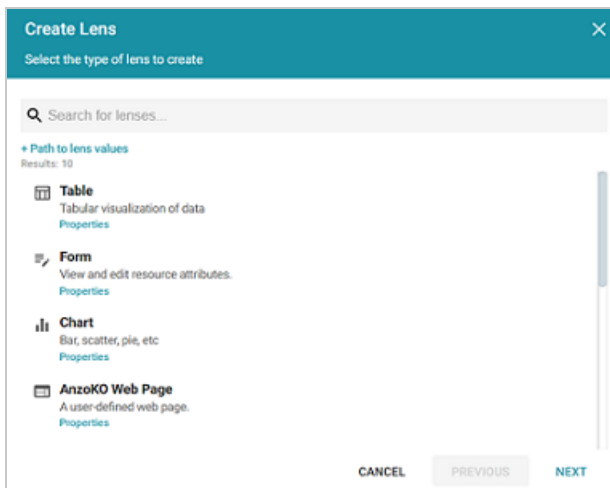 Create Lens
Select the type of lens to create
Search for lenses...
+ Path to lens values
Results: 10
Table
Tabular visualization of data
Properties
Form
View and edit resource attributes.
Properties
Chart
Bar, scatter, pie, etc
Properties
AnzoKO Web Page
A user-defined web page.
Properties
CANCEL PREVIOUS NEXT